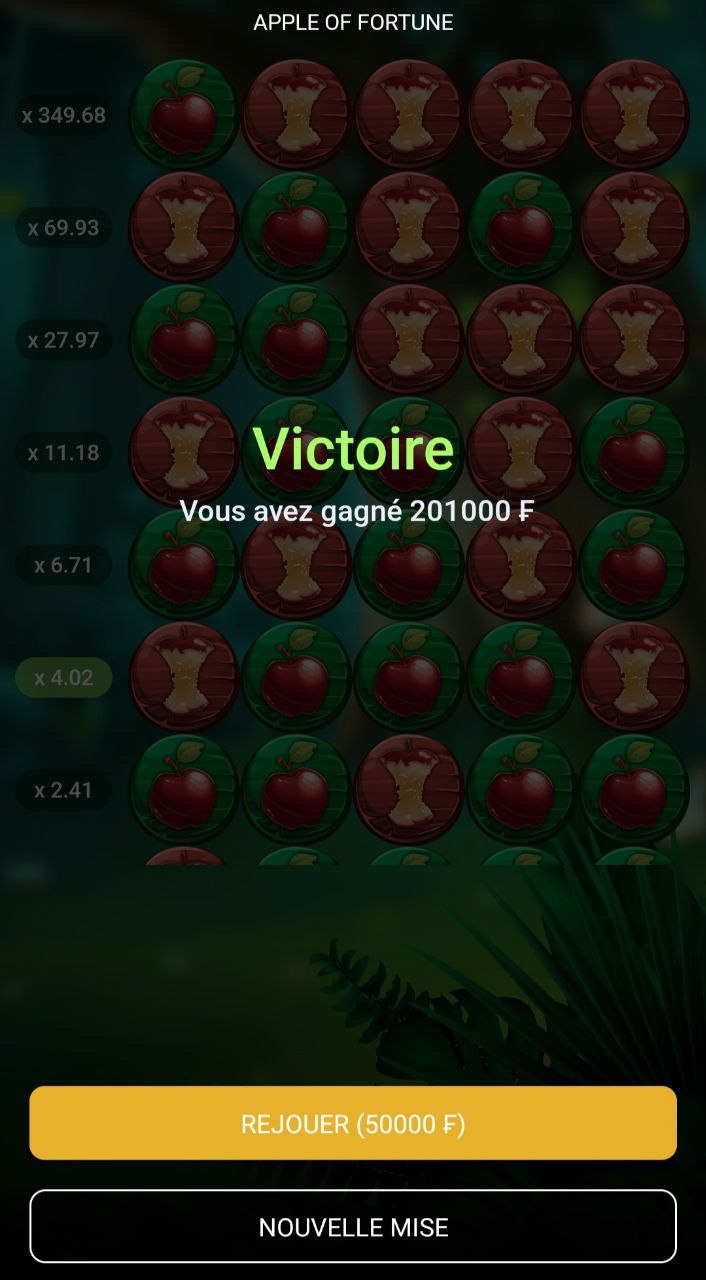 APPLE OF FORTUNE
x 349.68
x 69.93
x 27.97
x 11.18
Victoire
Vous avez gagné 201000 ₣
x 6.71
x 4.02
x 2.41
REJOUER (50000 ₣)
NOUVELLE MISE